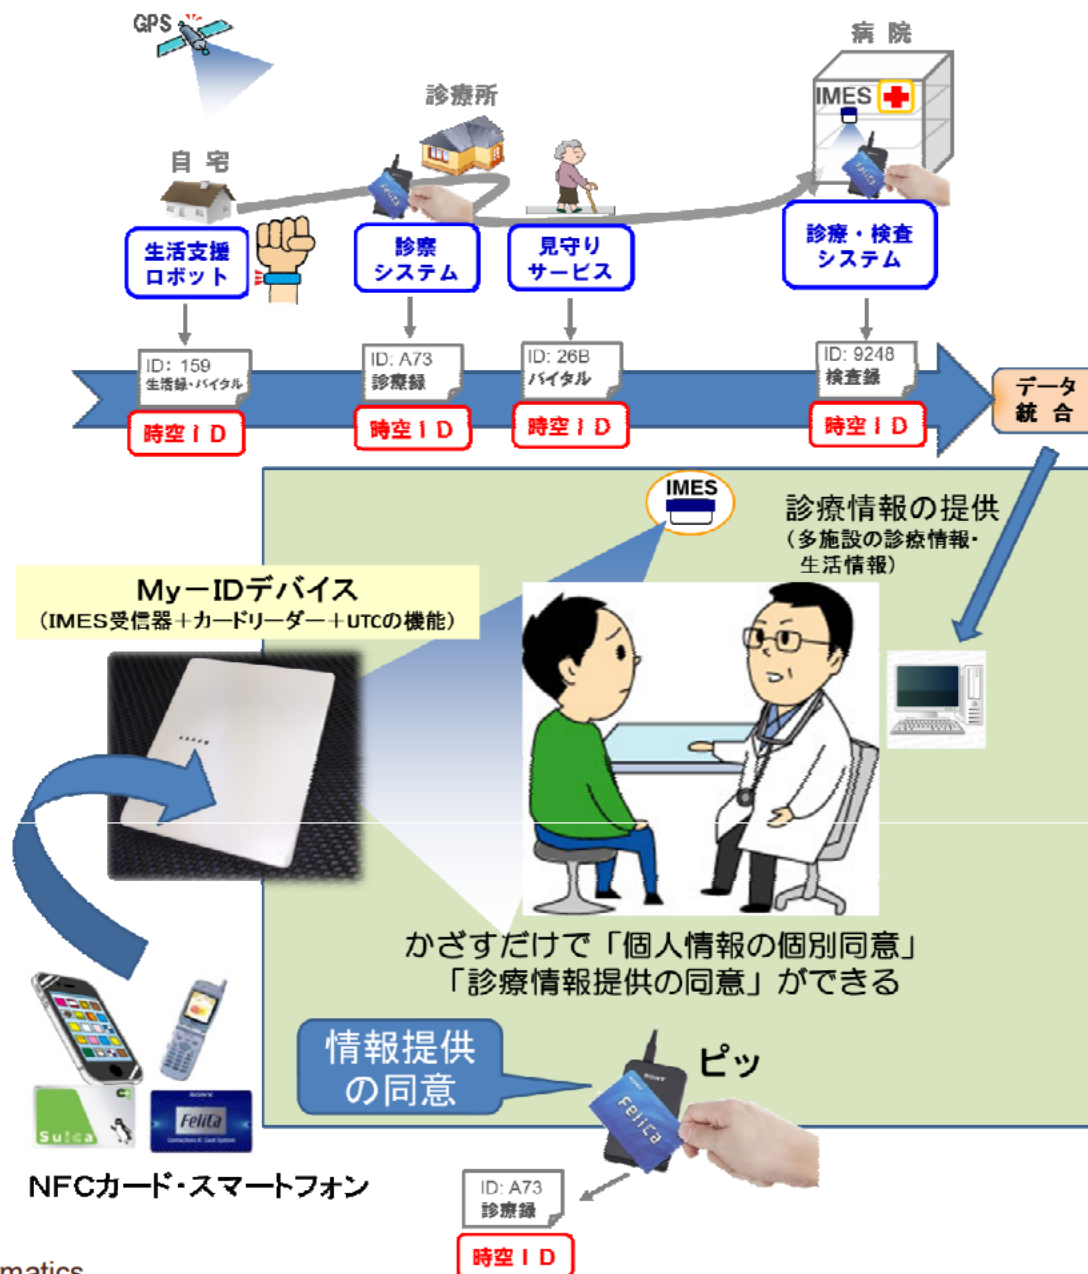 GPS
病 院
診療所
IMES
自 宅
FeliCa
FeliCa
生活支援
ロボット
診察
システム
見守り
サービス
診療・検査
システム
ID: 159
生活録・バイタル
ID: A73
診療録
ID: 26B
バイタル
ID: 9248
検査録
時空ID
時空ID
時空ID
時空ID
データ
統 合
IMES
診療情報の提供
(多施設の診療情報・
生活情報)
My-IDデバイス
(IMES受信器+カードリーダー+UTCの機能)
かざすだけで「個人情報の個別同意」
「診療情報提供の同意」ができる
情報提供
の同意
ピッ
SONY
SONY
FeliCa
Suica
SONY
FeliCa
NFCカード・スマートフォン
ID: A73
診療録
時空ID
matics